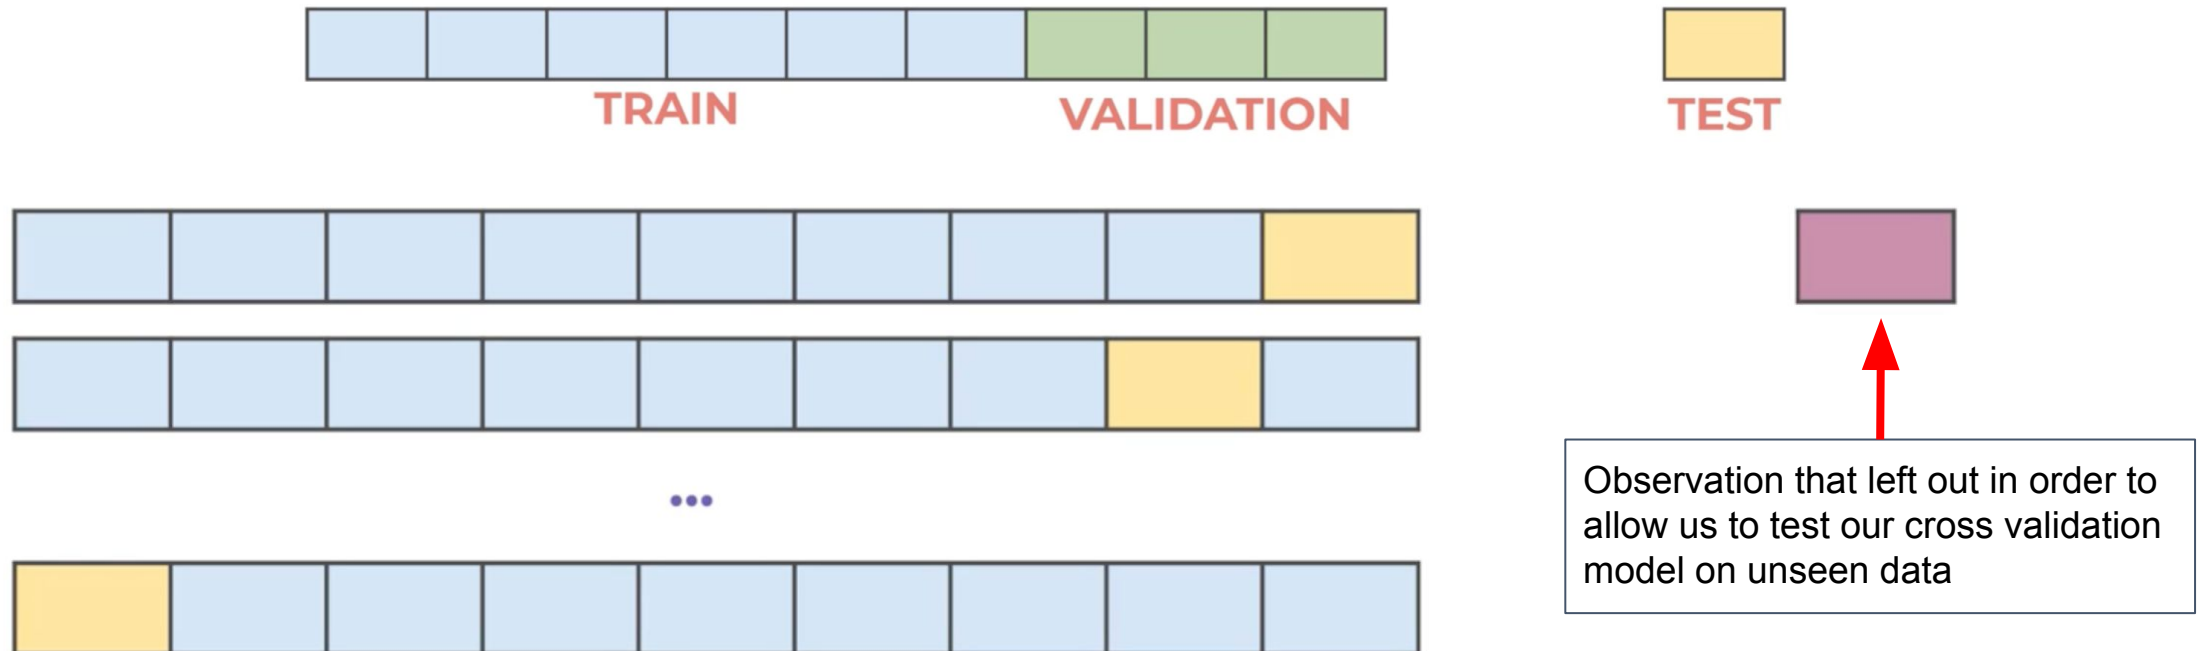 TRAIN
VALIDATION
TEST
Observation that left out in order to
allow us to test our cross validation
model on unseen data